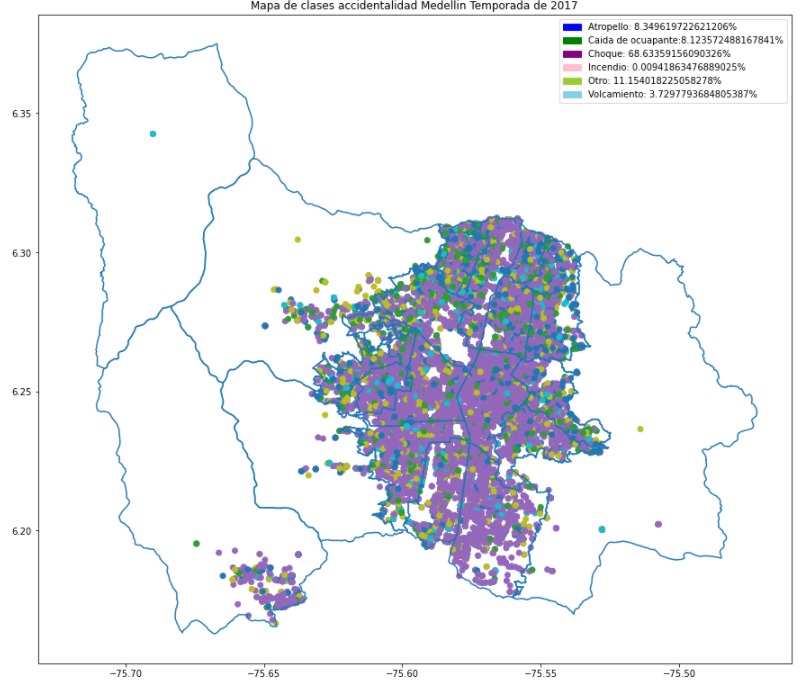 Mapa de clases accidentalidad Medellin Temporada de 2017
Atropello: 8.349619722621206%
Caida de ocuapante:8.123572488167841%
Choque: 68.63359156090326%
Incendio: 0.00941863476889025%
Otro: 11.154018225058278%
Volcamiento: 3.7297793684805387%
6.35
6.30
6.25
6.20
−75.70
−75.65
−75.60
−75.55
−75.50